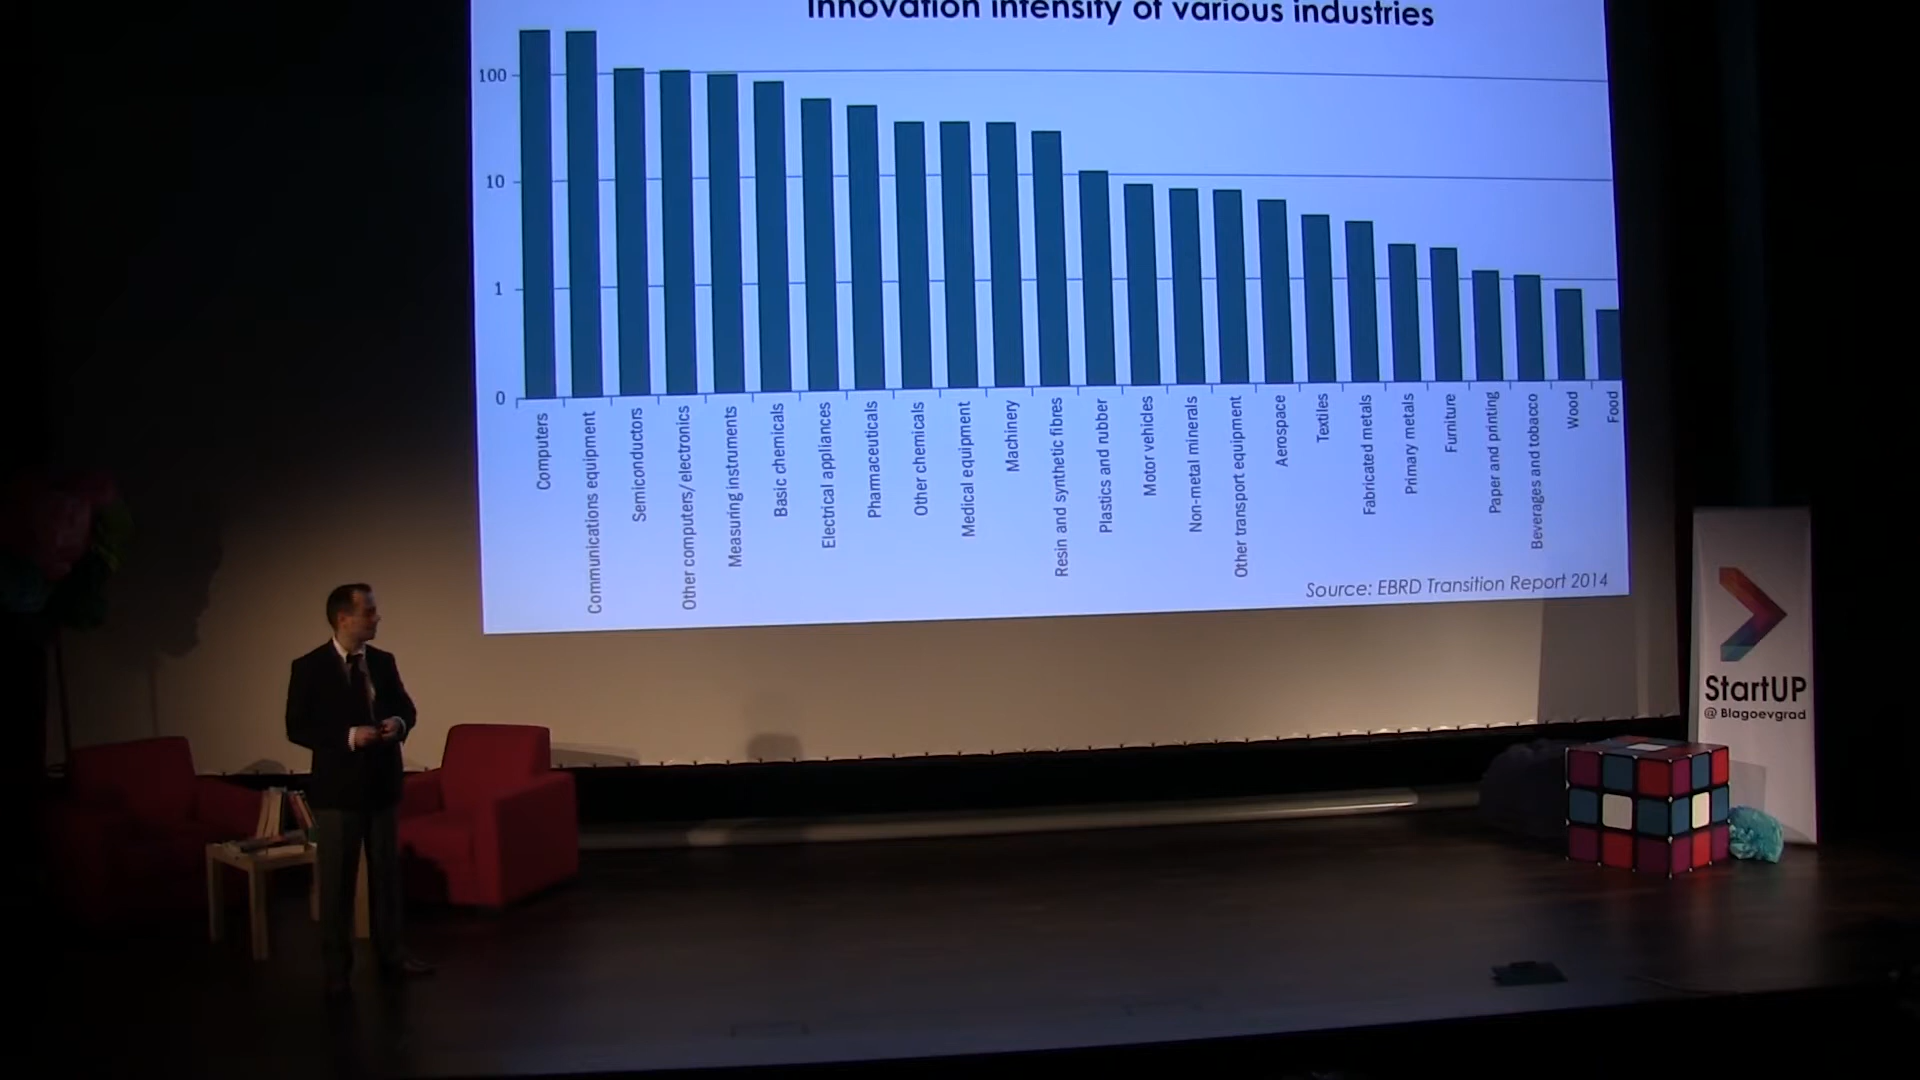 Innovation intensity of various industries
100
10
1
0
Computers
Communications equipment
Semiconductors
Other computers/electronics
Measuring instruments
Basic chemicals
Electrical appliances
Pharmaceuticals
Other chemicals
Medical equipment
Machinery
Resin and synthetic fibres
Plastics and rubber
Motor vehicles
Non-metal minerals
Other transport equipment
Aerospace
Textiles
Fabricated metals
Primary metals
Furniture
Paper and printing
Beverages and tobacco
Wood
Food
Source: EBRD Transition Report 2014
StartUP
@ Blagoevgrad